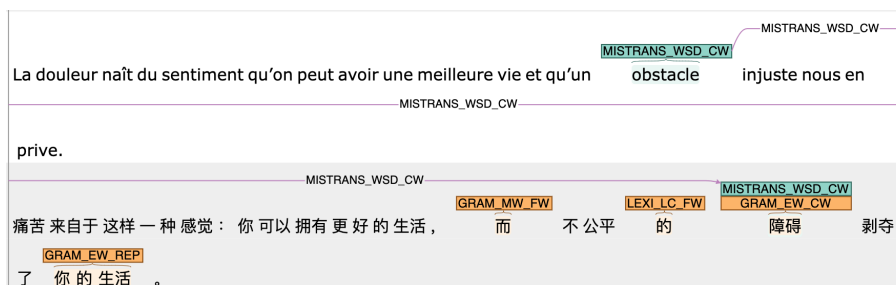 MISTRANS_WSD_CW
MISTRANS_WSD_CW
La douleur naît du sentiment qu'on peut avoir une meilleure vie et qu'un obstacle injuste nous en
MISTRANS_WSD_CW
prive.
MISTRANS_WSD_CW
MISTRANS_WSD_CW
GRAM_MW_FW LEXI_LC_FW GRAM_EW_CW
痛苦 来自于 这样 一 种 感觉 : 你 可以 拥有 更 好 的 生活 , 而 不 公平 的 障碍 剥夺
GRAM_EW_REP
了 你 的 生活 。